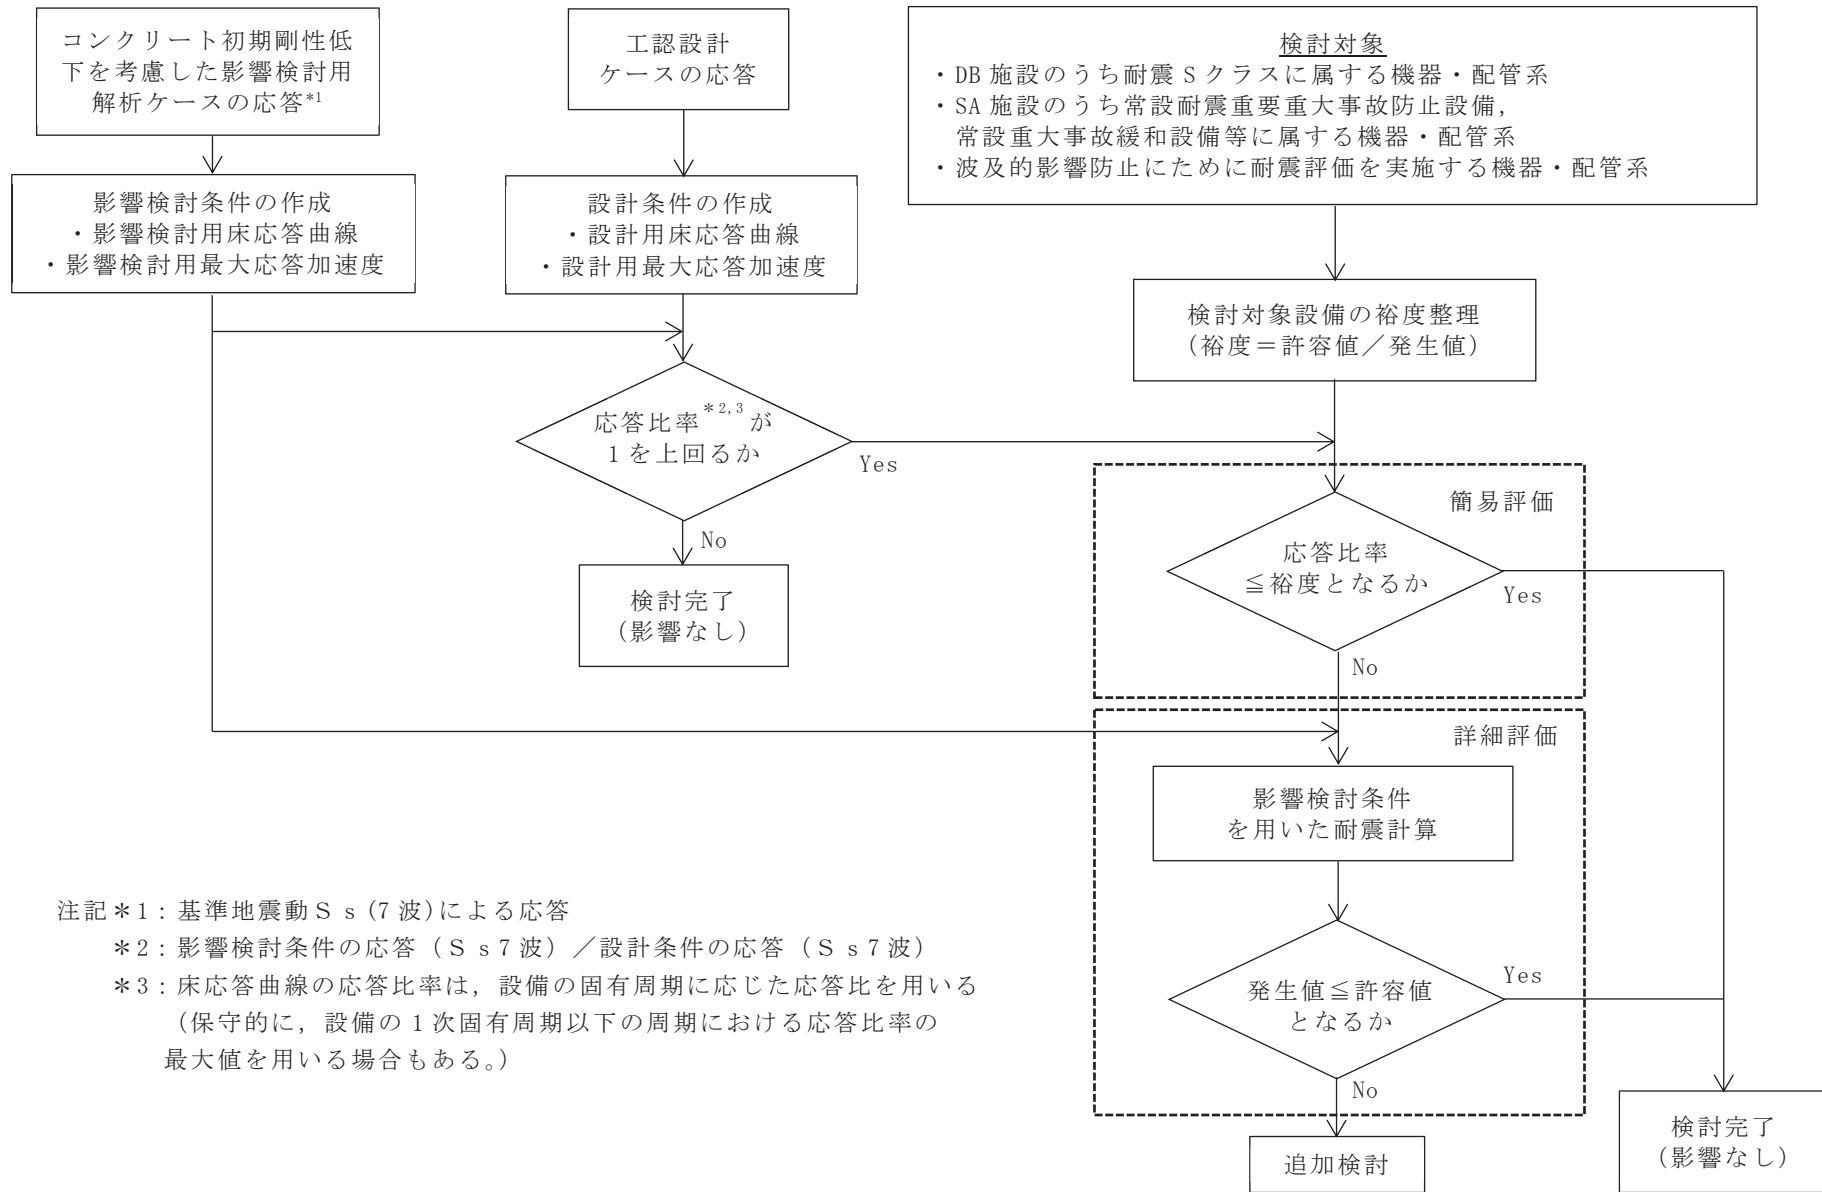 コンクリート初期剛性低
下を考慮した影響検討用
解析ケースの応答*1
工認設計
ケースの応答
検討対象
・DB施設のうち耐震Sクラスに属する機器・配管系
・SA施設のうち常設耐震重要重大事故防止設備,
常設重大事故緩和設備等に属する機器・配管系
・波及的影響防止にために耐震評価を実施する機器・配管系
影響検討条件の作成
・影響検討用床応答曲線
・影響検討用最大応答加速度
設計条件の作成
・設計用床応答曲線
・設計用最大応答加速度
検討対象設備の裕度整理
(裕度=許容値/発生値)
応答比率*2,3が
1を上回るか
Yes
No
検討完了
(影響なし)
簡易評価
応答比率
≦裕度となるか
Yes
No
詳細評価
影響検討条件
を用いた耐震計算
発生値≦許容値
となるか
Yes
No
追加検討
検討完了
(影響なし)
注記*1:基準地震動Ss(7波)による応答
*2:影響検討条件の応答(Ss7波)/設計条件の応答(Ss7波)
*3:床応答曲線の応答比率は,設備の固有周期に応じた応答比を用いる
(保守的に,設備の1次固有周期以下の周期における応答比率の
最大値を用いる場合もある。)